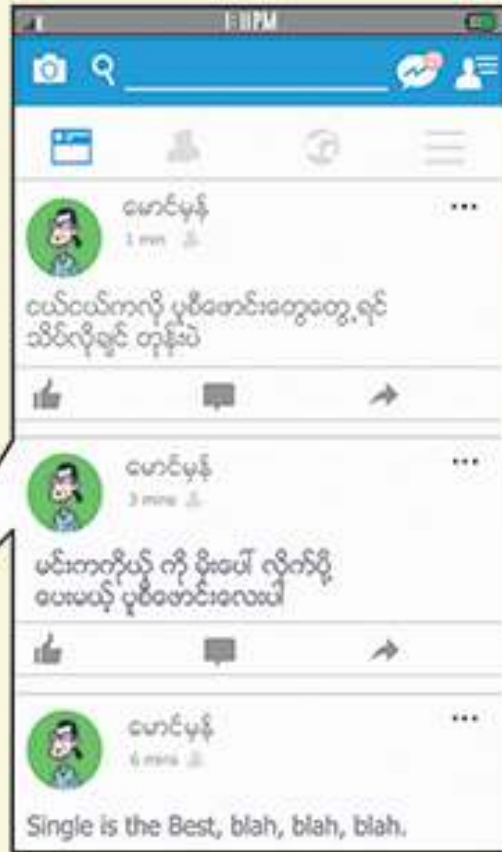 1:11 PM
မောင်မှန်
1 min
ငယ်ငယ်ကလို ပူစီဖောင်းတွေတွေ့ရင်
သိပ်လိုချင် တုန်းပဲ
မောင်မှန်
3 mins
မင်းကကိုယ့် ကို မိုးပေါ် လိုက်ပို့
ပေးမယ့် ပူစီဖောင်းလေးပါ
မောင်မှန်
6 mins
Single is the Best, blah, blah, blah.